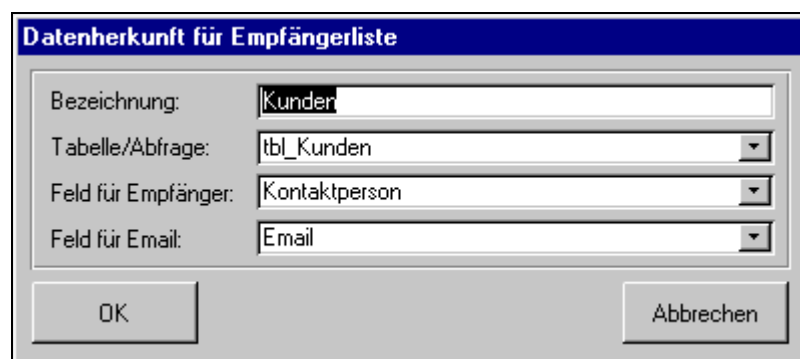 Datenherkunft für Empfängerliste
Bezeichnung: Kunden
Tabelle/Abfrage: tbl_Kunden
Feld für Empfänger: Kontaktperson
Feld für Email: Email
OK Abbrechen